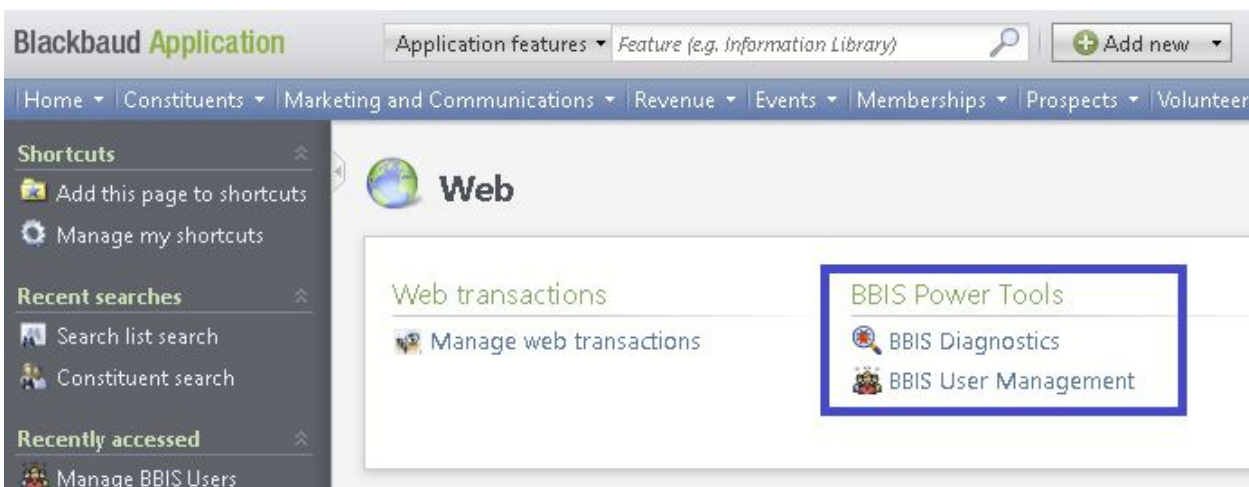 Blackbaud Application
Application features Feature (e.g. Information Library) Add new
Home Constituents Marketing and Communications Revenue Events Memberships Prospects Volunteer
Shortcuts
Add this page to shortcuts
Manage my shortcuts
Recent searches
Search list search
Constituent search
Recently accessed
Manage BBIS Users
Web
Web transactions
Manage web transactions
BBIS Power Tools
BBIS Diagnostics
BBIS User Management